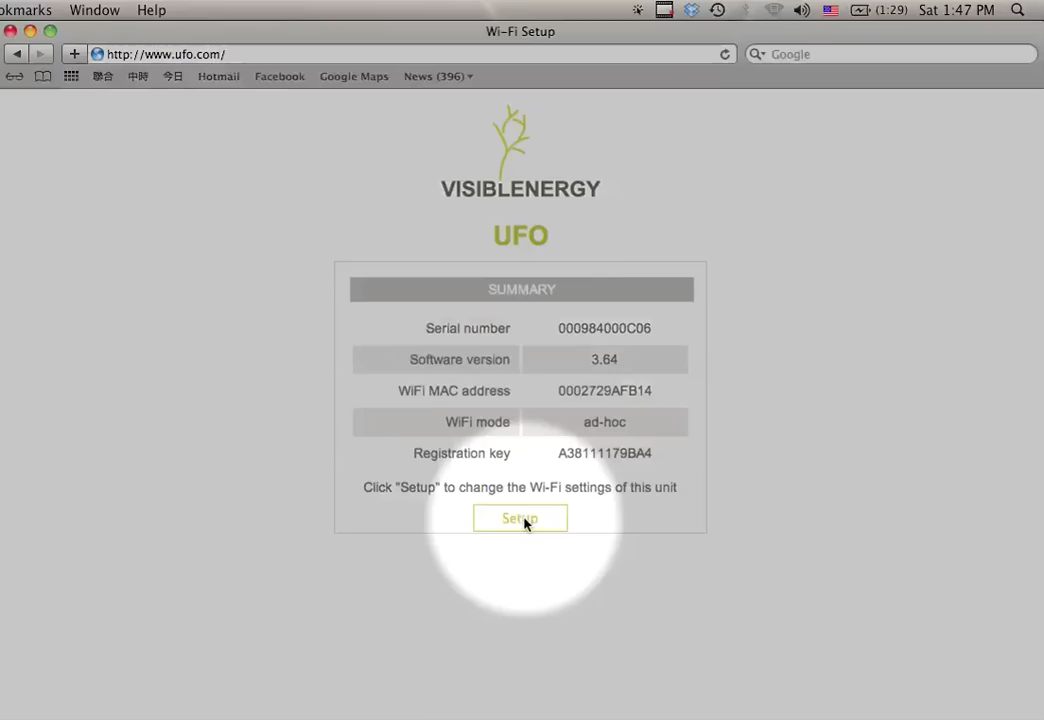 okmarks Window Help (1:29) Sat 1:47 PM
Wi-Fi Setup
http://www.ufo.com/ Google
聯合 中時 今日 Hotmail Facebook Google Maps News (396)
VISIBLENERGY
UFO
SUMMARY
Serial number 000984000C06
Software version 3.64
WiFi MAC address 0002729AFB14
WiFi mode ad-hoc
Registration key A38111179BA4
Click "Setup" to change the Wi-Fi settings of this unit
Setup